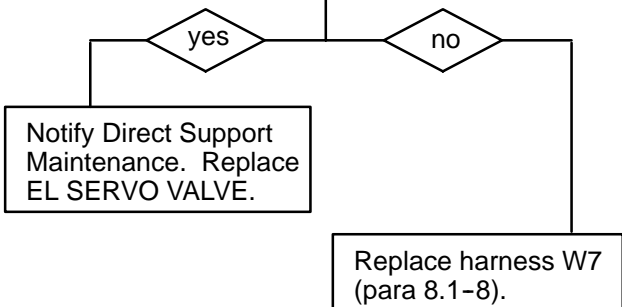 yes
no
Notify Direct Support
Maintenance.  Replace
EL SERVO VALVE.
Replace harness W7
(para 8.1-8).